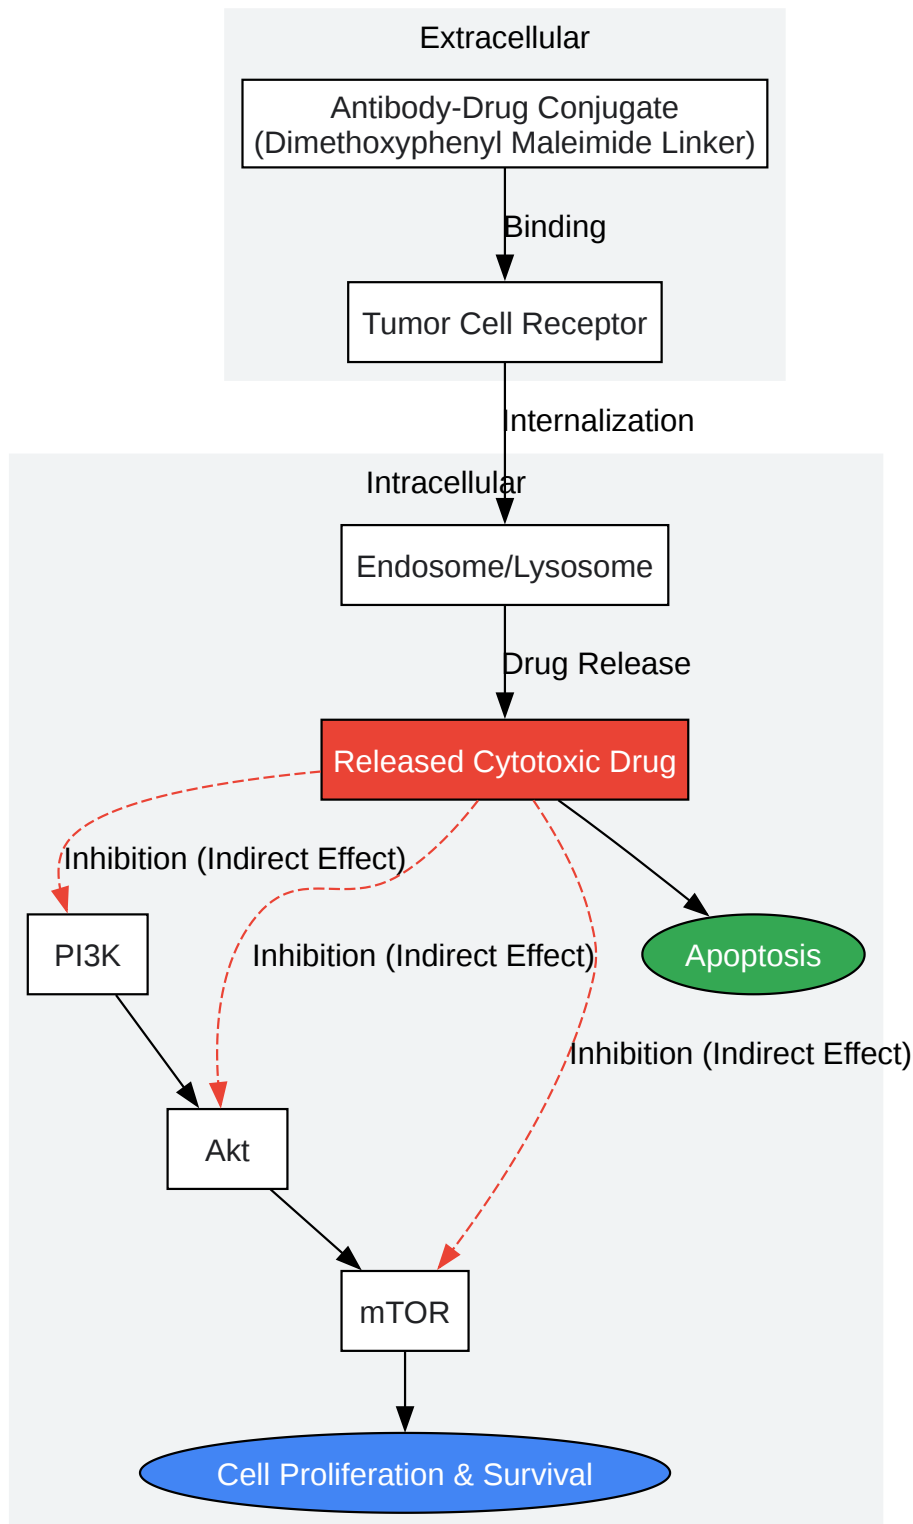 Extracellular
Antibody-Drug Conjugate
(Dimethoxyphenyl Maleimide Linker)
Binding
Tumor Cell Receptor
Internalization
Intracellular
Endosome/Lysosome
Drug Release
Released Cytotoxic Drug
Inhibition (Indirect Effect)
PI3K
Inhibition (Indirect Effect)
Apoptosis
Inhibition (Indirect Effect)
Akt
mTOR
Cell Proliferation & Survival